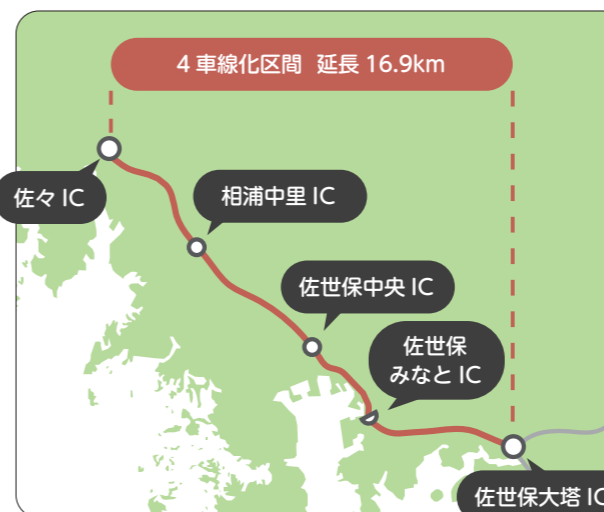 4車線化区間 延長 16.9km
佐々 IC
相浦中里 IC
佐世保中央 IC
佐世保
みなと IC
佐世保大塔 IC